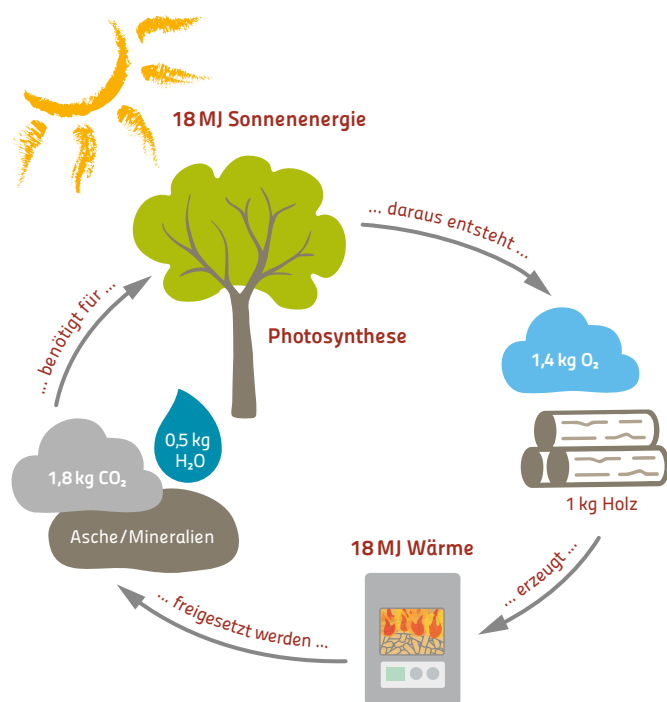 18 MJ Sonnenenergie
... daraus entsteht ...
... benötigt für ...
Photosynthese
1,4 kg O₂
0,5 kg
H₂O
1,8 kg CO₂
1 kg Holz
Asche/Mineralien
18 MJ Wärme
... erzeugt ...
... freigesetzt werden ...